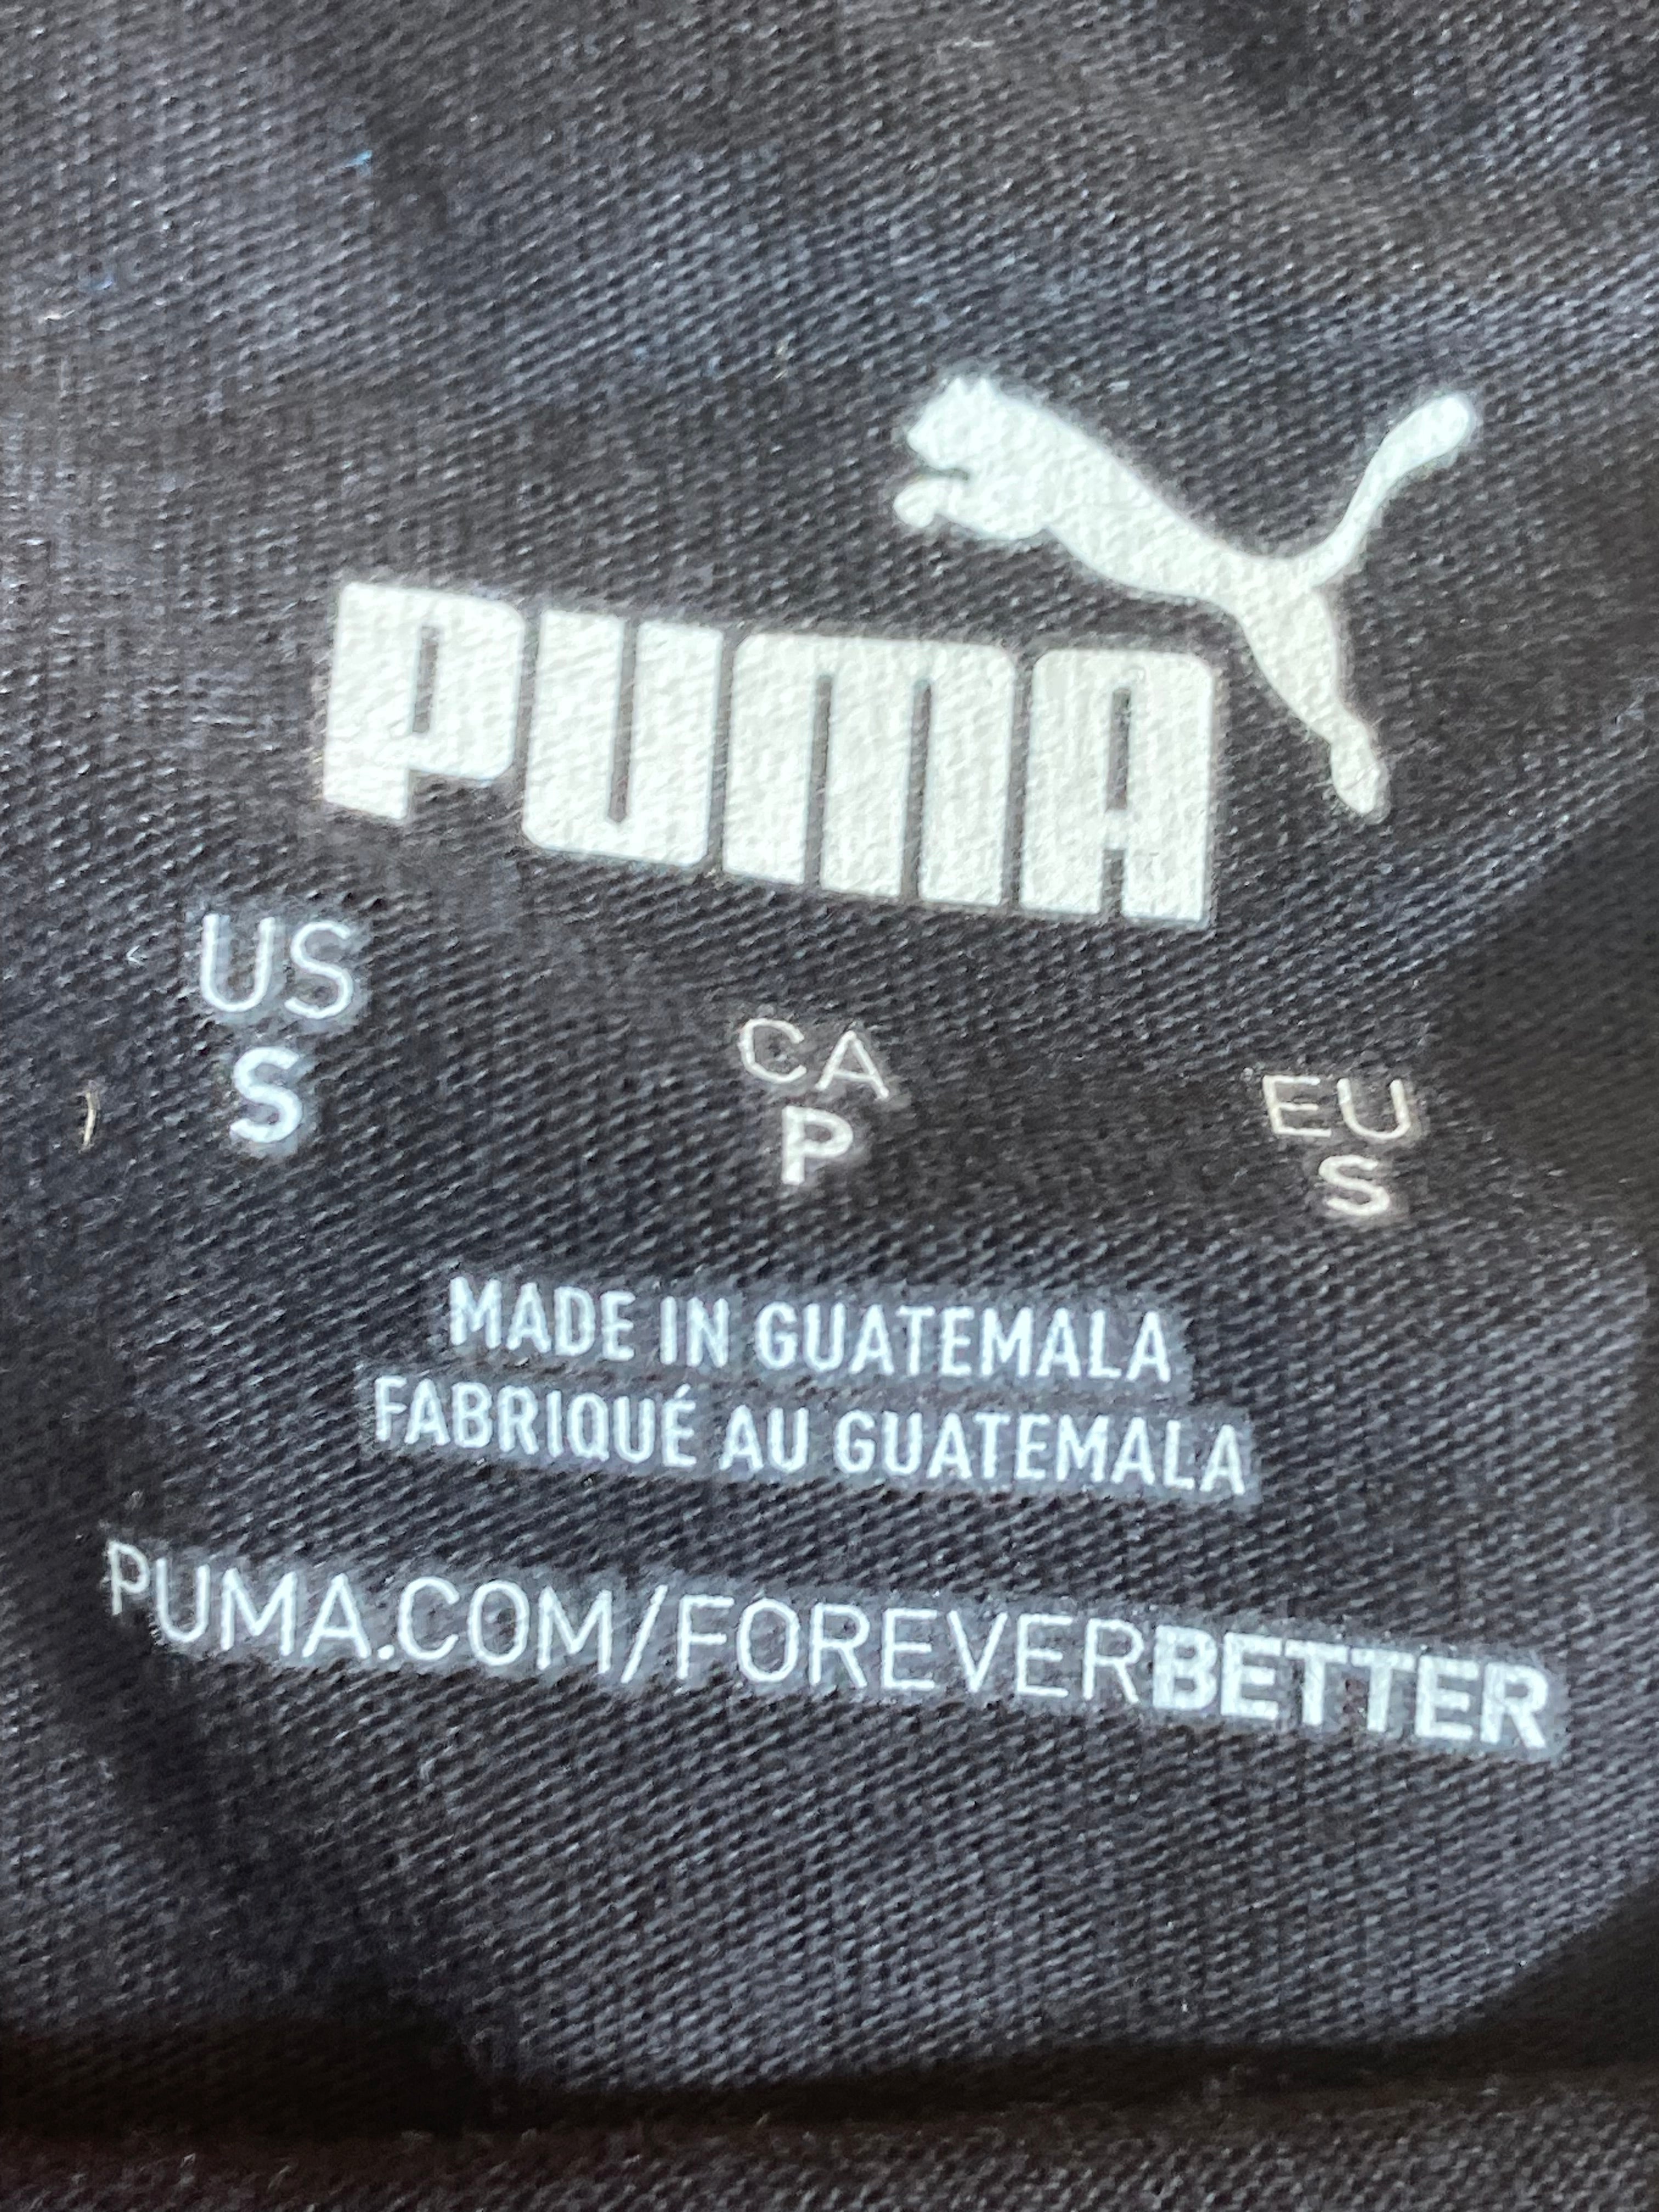 PUMA
US CA EU
S P S
MADE IN GUATEMALA
FABRIQUÉ AU GUATEMALA
PUMA.COM/FOREVERBETTER